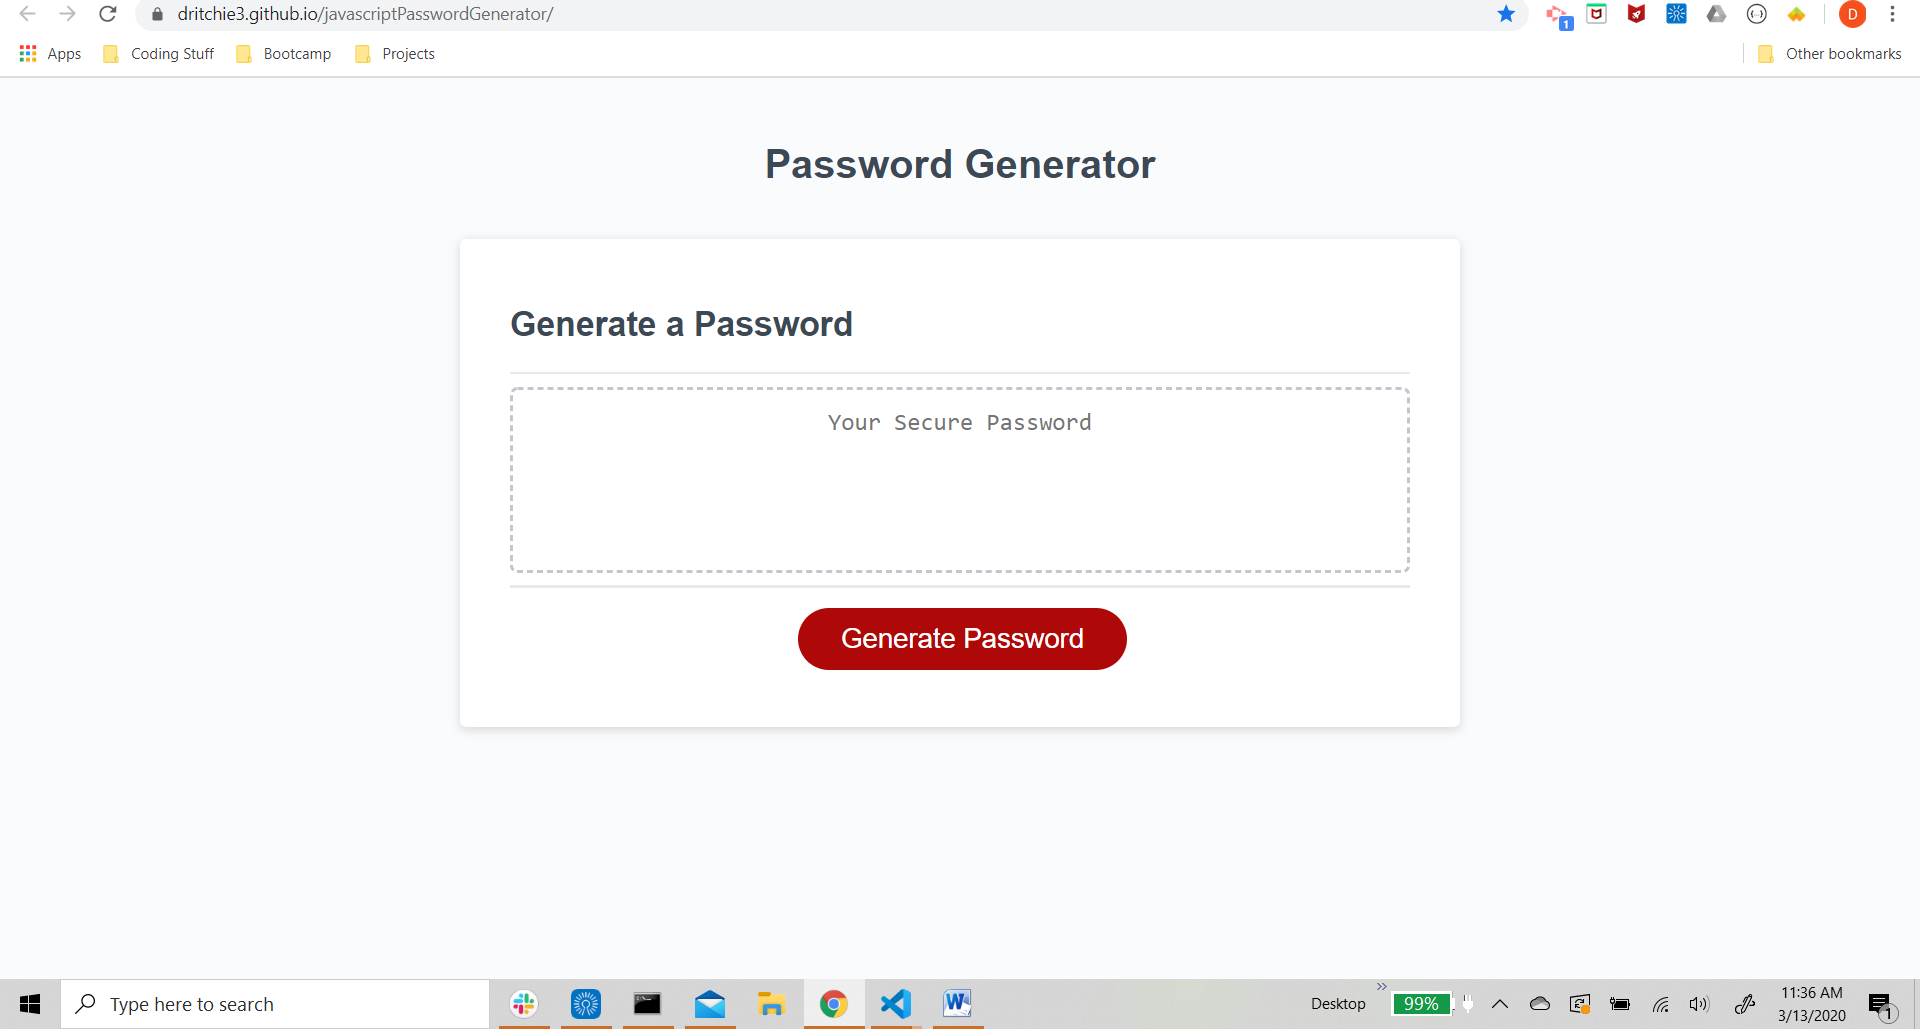 dritchie3.github.io/javascriptPasswordGenerator/
1
D
Apps
Coding Stuff
Bootcamp
Projects
Other bookmarks
Password Generator
Generate a Password
Your Secure Password
Generate Password
Type here to search
Desktop
99%
11:36 AM
3/13/2020
1